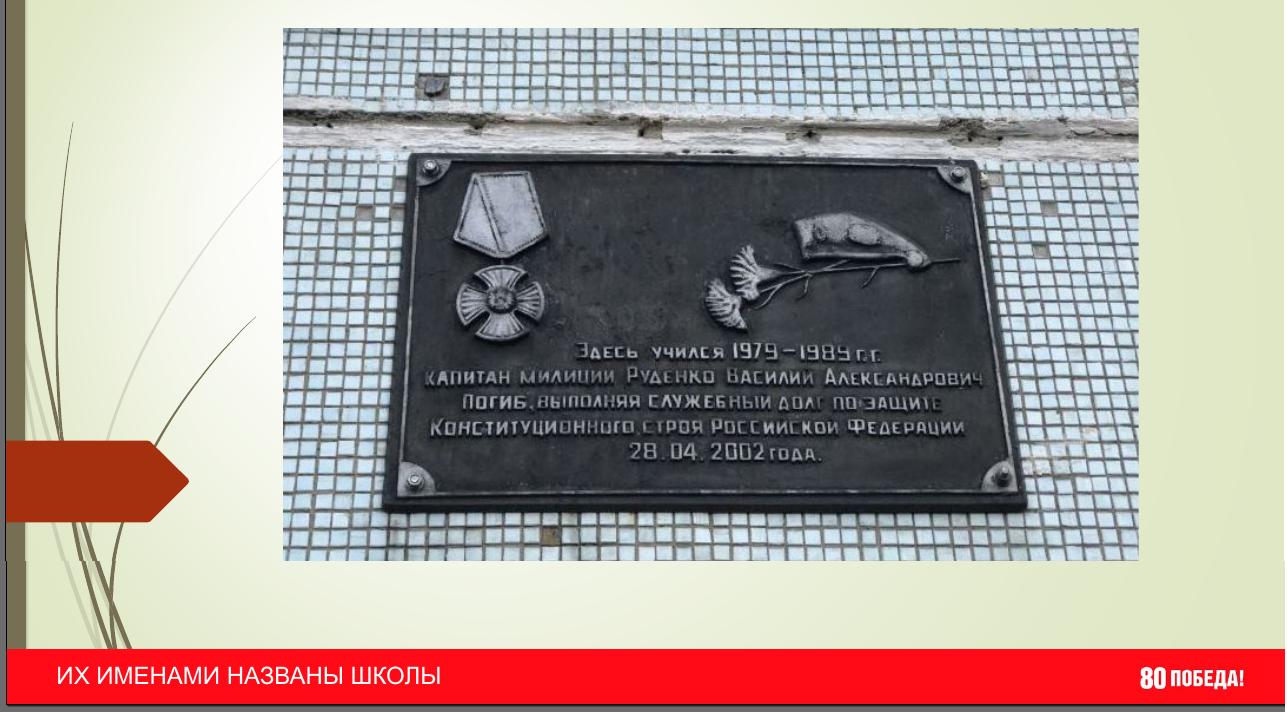 Здесь учился 1979-1989 г.г.
капитан милиции Руденко Василий Александрович
Погиб, выполняя служебный долг по защите
Конституционного строя Российской Федерации
28.04.2002 года.
ИХ ИМЕНАМИ НАЗВАНЫ ШКОЛЫ
80 ПОБЕДА!